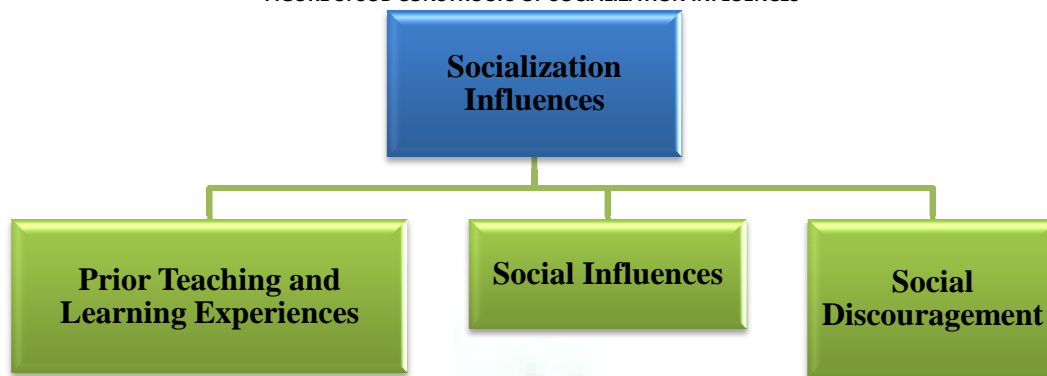 Socialization
Influences
Prior Teaching and
Learning Experiences
Social Influences
Social
Discouragement